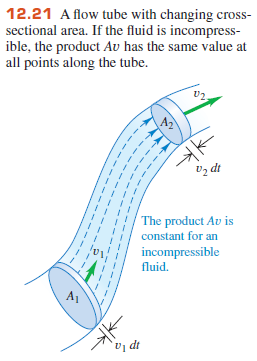 12.21 A flow tube with changing cross-
sectional area. If the fluid is incompress-
ible, the product Av has the same value at
all points along the tube.
v₂
A₂
v₂ dt
The product Av is
constant for an
incompressible
fluid.
v₁
A₁
v₁ dt